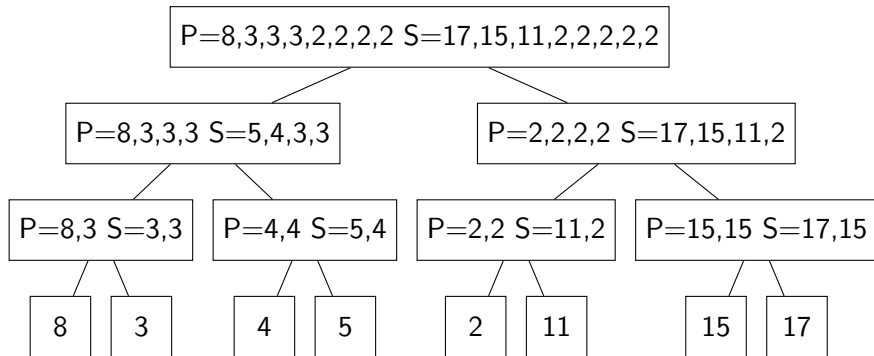 P=8,3,3,3,2,2,2,2 S=17,15,11,2,2,2,2,2
P=8,3,3,3 S=5,4,3,3
P=2,2,2,2 S=17,15,11,2
P=8,3 S=3,3
P=4,4 S=5,4
P=2,2 S=11,2
P=15,15 S=17,15
8
3
4
5
2
11
15
17